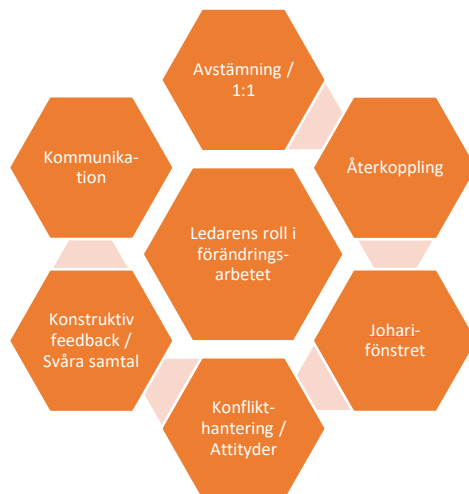 Avstämning /
1:1
Kommunika-
tion
Återkoppling
Ledarens roll i
förändrings-
arbetet
Konstruktiv
feedback /
Svåra samtal
Johari-
fönstret
Konflikt-
hantering /
Attityder